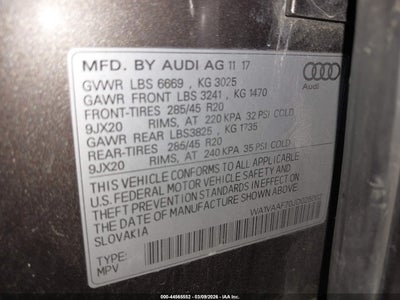 MFD. BY AUDI AG 11 17
GVWR LBS 6669 , KG 3025
GAWR FRONT LBS 3241 , KG 1470
FRONT-TIRES 285/45 R20
9JX20 RIMS, AT 220 KPA 32 PSI COLD
GAWR REAR LBS3825 , KG 1735
REAR-TIRES 285/45 R20
9JX20 RIMS, AT 240 KPA 35 PSI COLD
THIS VEHICLE CONFORMS TO ALL APPLICABLE
U.S. FEDERAL MOTOR VEHICLE SAFETY AND
THEFT PREVENTION STANDARDS IN EFFECT ON
THE DATE OF MANUFACTURE SHOWN ABOVE.
SLOVAKIA
TYPE:
MPV
Audi
000-44565552 | 03/09/2026 | IAA, Inc.